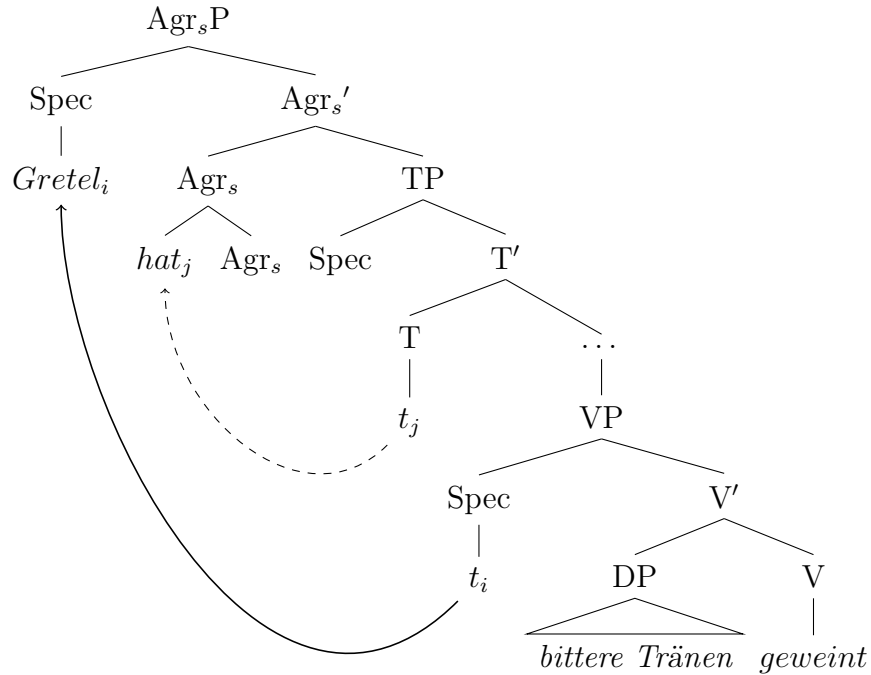 AgrₛP
Spec Agrₛ′
Gretelᵢ Agrₛ TP
hatⱼ Agrₛ Spec T′
T ...
tⱼ VP
Spec V′
tᵢ DP V
bittere Tränen geweint